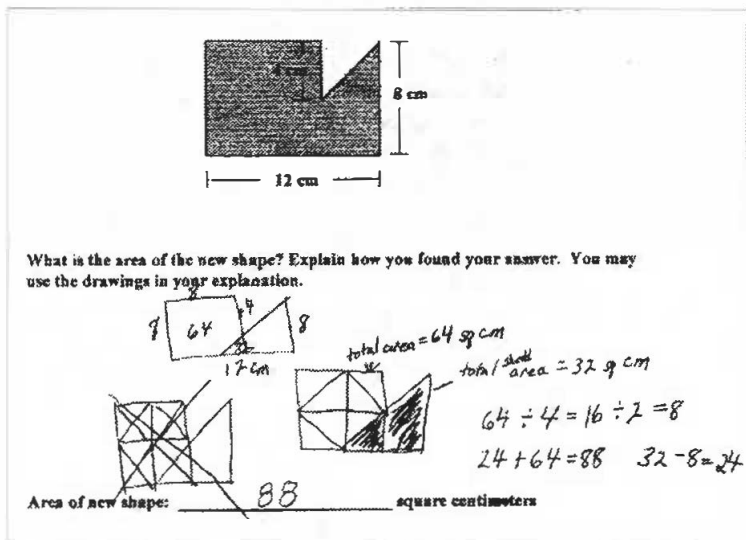 4 cm
8 cm
12 cm
What is the area of the new shape? Explain how you found your answer. You may
use the drawings in your explanation.
8
4
8 64 8
32
12 cm
total area = 64 sq cm
total area = 32 sq cm
64 ÷ 4 = 16 ÷ 2 = 8
24 + 64 = 88 32 - 8 = 24
Area of new shape: 88 square centimeters